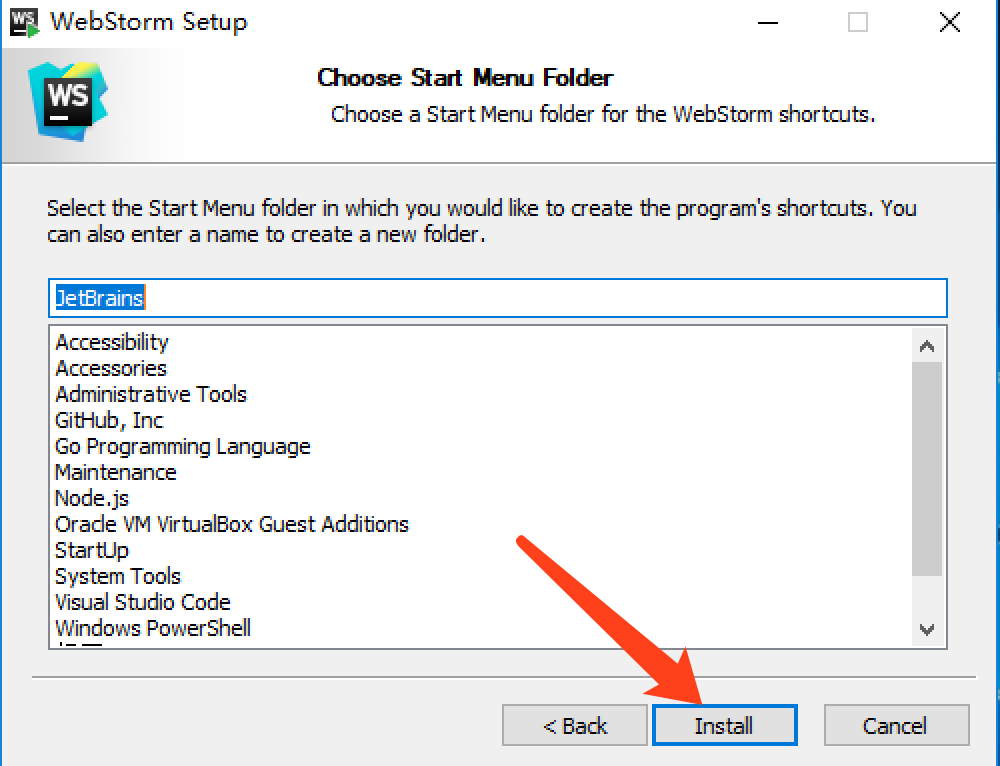 WS WebStorm Setup
WS
Choose Start Menu Folder
Choose a Start Menu folder for the WebStorm shortcuts.
Select the Start Menu folder in which you would like to create the program's shortcuts. You
can also enter a name to create a new folder.
JetBrains
Accessibility
Accessories
Administrative Tools
GitHub, Inc
Go Programming Language
Maintenance
Node.js
Oracle VM VirtualBox Guest Additions
StartUp
System Tools
Visual Studio Code
Windows PowerShell
< Back Install Cancel